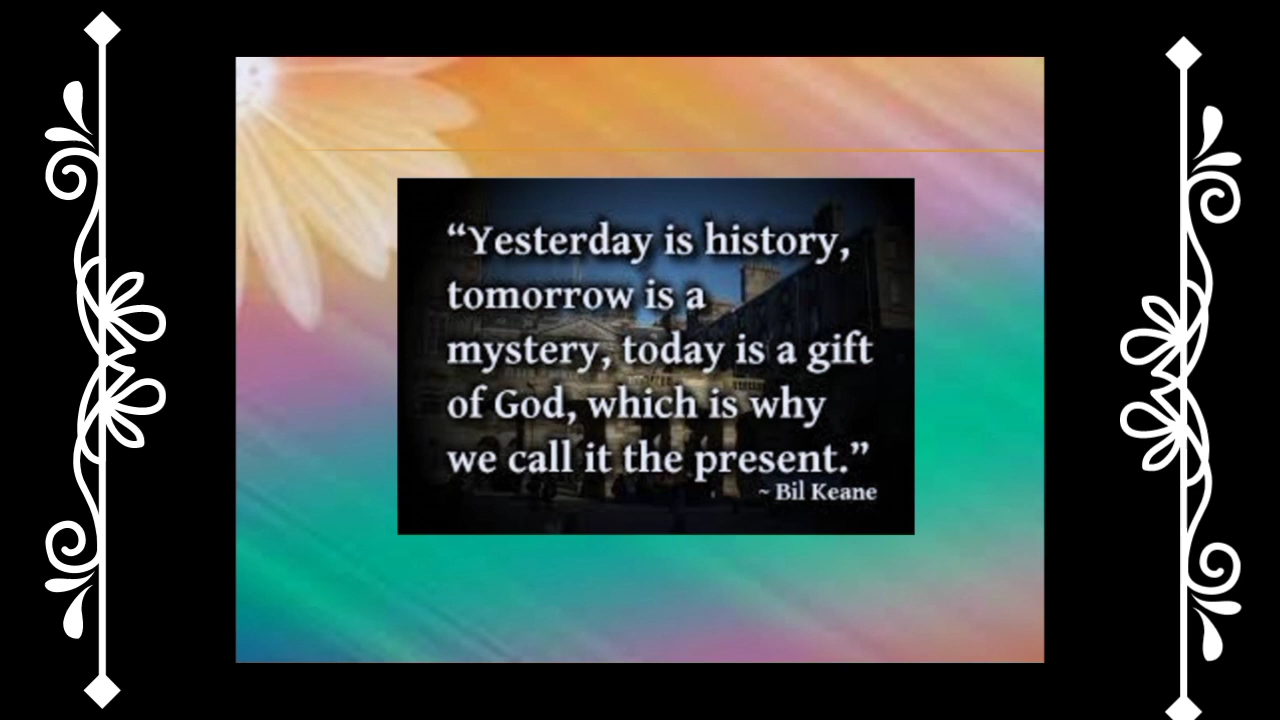 “Yesterday is history,
tomorrow is a
mystery, today is a gift
of God, which is why
we call it the present.”
~ Bil Keane